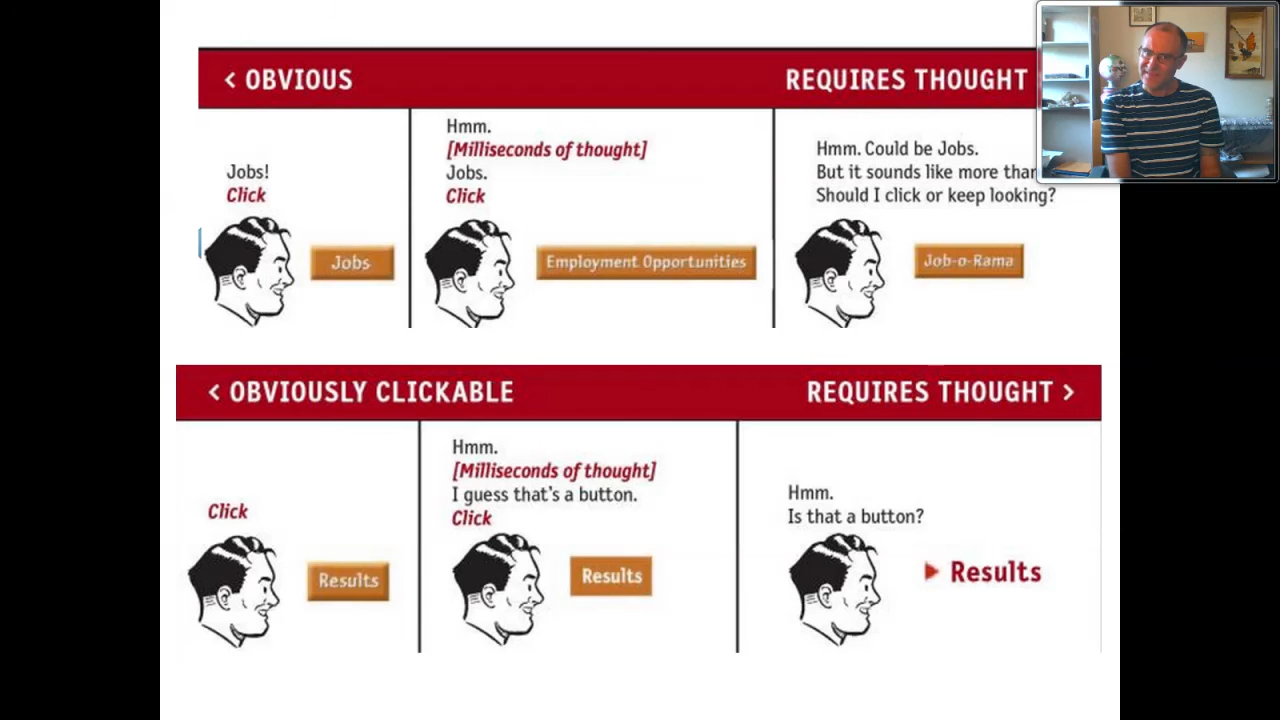 < OBVIOUS
REQUIRES THOUGHT
Jobs!
Click
Jobs
Hmm.
[Milliseconds of thought]
Jobs.
Click
Employment Opportunities
Hmm. Could be Jobs.
But it sounds like more
Should I click or keep looking?
Job-o-Rama
< OBVIOUSLY CLICKABLE
REQUIRES THOUGHT >
Click
Results
Hmm.
[Milliseconds of thought]
I guess that's a button.
Click
Results
Hmm.
Is that a button?
Results